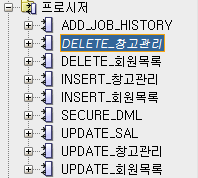 프로시저
ADD_JOB_HISTORY
DELETE_창고관리
DELETE_회원목록
INSERT_창고관리
INSERT_회원목록
SECURE_DML
UPDATE_SAL
UPDATE_창고관리
UPDATE_회원목록